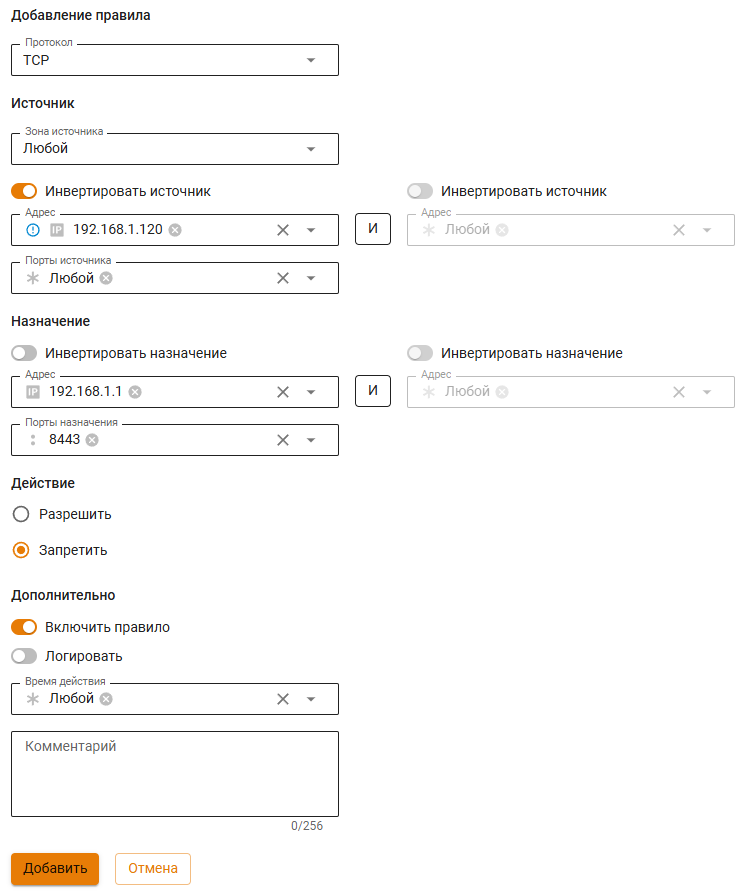 Добавление правила
Протокол
TCP
Источник
Зона источника
Любой
Инвертировать источник
Инвертировать источник
Адрес
IP 192.168.1.120
И
Адрес
Любой
Порты источника
Любой
Назначение
Инвертировать назначение
Инвертировать назначение
Адрес
IP 192.168.1.1
И
Адрес
Любой
Порты назначения
8443
Действие
Разрешить
Запретить
Дополнительно
Включить правило
Логировать
Время действия
Любой
Комментарий
0/256
Добавить
Отмена